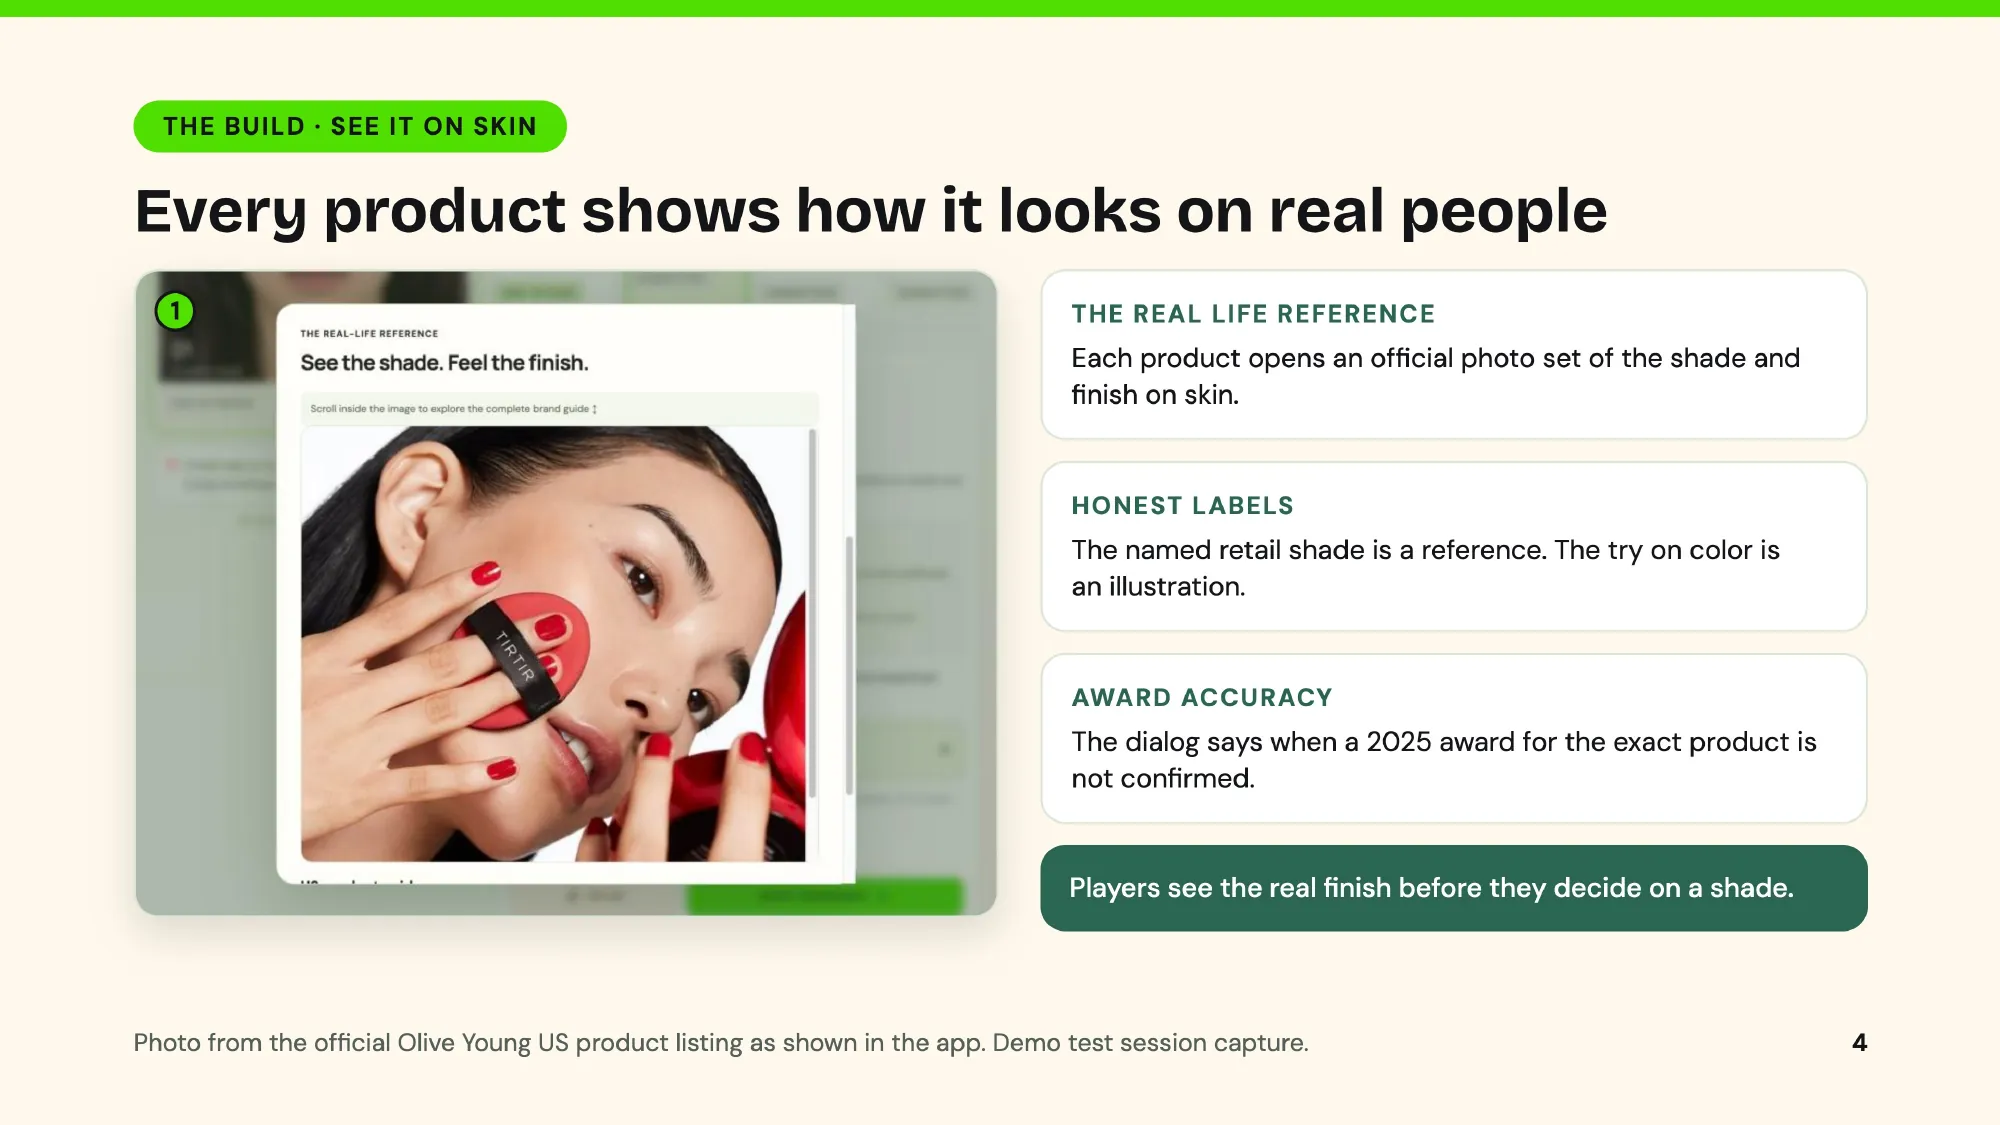 THE BUILD · SEE IT ON SKIN
Every product shows how it looks on real people
1
THE REAL-LIFE REFERENCE
See the shade. Feel the finish.
Scroll inside the image to explore the complete brand guide ↕
TIRTIR
THE REAL LIFE REFERENCE
Each product opens an official photo set of the shade and
finish on skin.
HONEST LABELS
The named retail shade is a reference. The try on color is
an illustration.
AWARD ACCURACY
The dialog says when a 2025 award for the exact product is
not confirmed.
Players see the real finish before they decide on a shade.
Photo from the official Olive Young US product listing as shown in the app. Demo test session capture.
4